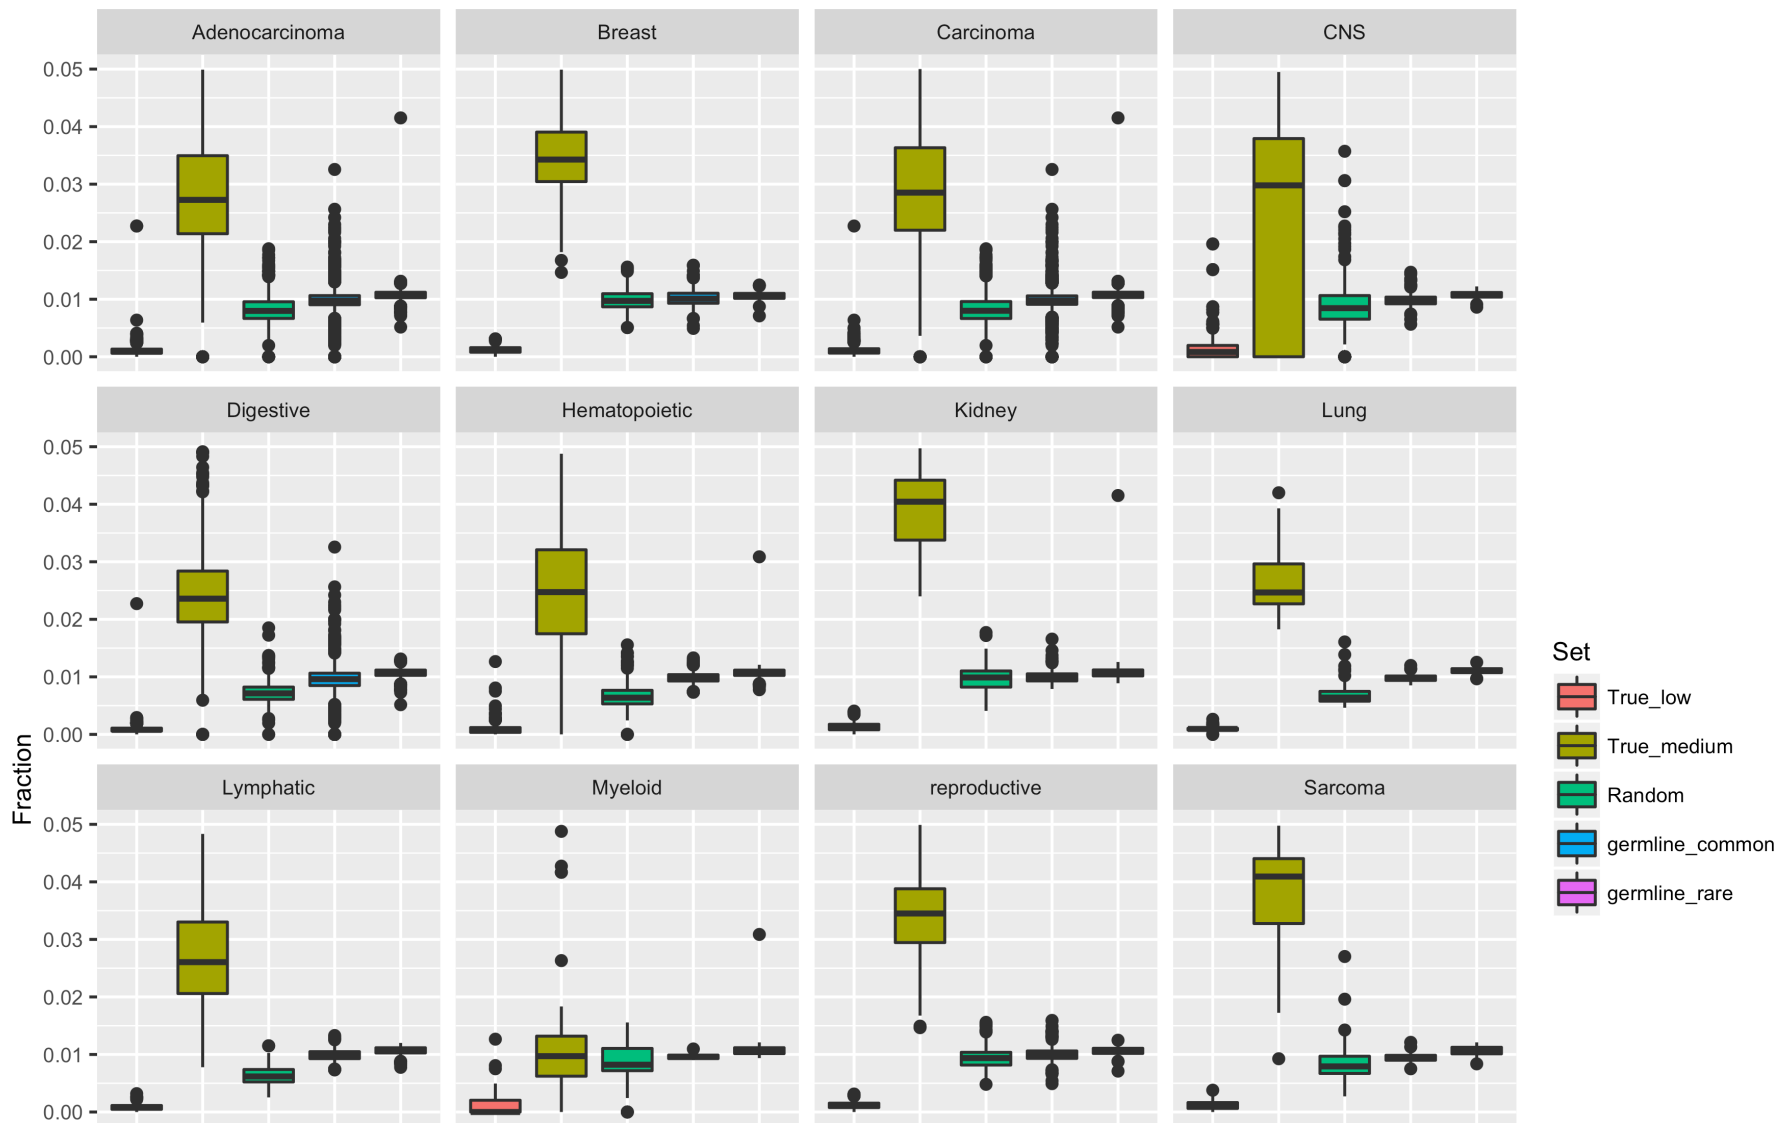 Adenocarcinoma Breast Carcinoma CNS
0.05
0.04
0.03
0.02
0.01
0.00
Digestive Hematopoietic Kidney Lung
0.05
0.04
0.03
0.02
0.01
0.00
Lymphatic Myeloid reproductive Sarcoma
0.05
0.04
0.03
0.02
0.01
0.00
Fraction
Set
True_low
True_medium
Random
germline_common
germline_rare